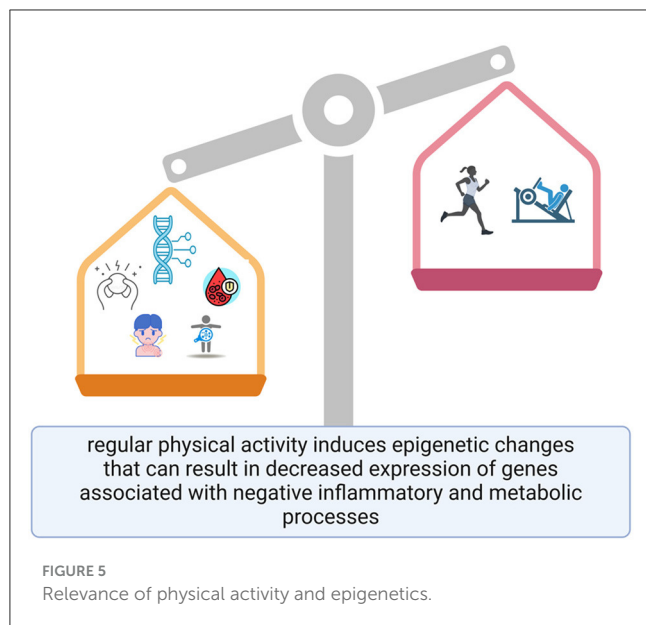 regular physical activity induces epigenetic changes
that can result in decreased expression of genes
associated with negative inflammatory and metabolic
processes
FIGURE 5
Relevance of physical activity and epigenetics.